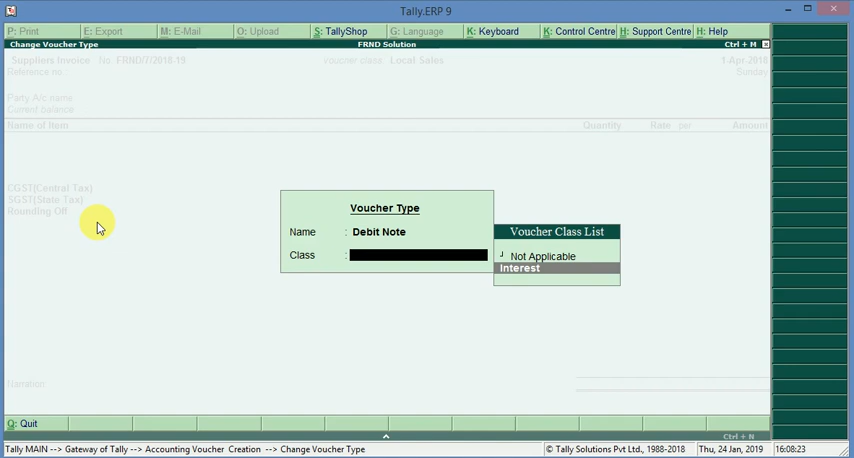 Tally.ERP 9
P: Print E: Export M: E-Mail O: Upload S: TallyShop G: Language K: Keyboard K: Control Centre H: Support Centre H: Help
Change Voucher Type FRND Solution Ctrl + M
Suppliers Invoice No. FRND/7/2018-19 voucher class Local Sales 1-Apr-2018
Reference no. Sunday
Party A/c name
Current balance
Name of Item Quantity Rate per Amount
CGST(Central Tax)
SGST(State Tax)
Rounding Off
Voucher Type
Name : Debit Note
Class :
Voucher Class List
Not Applicable
Interest
Narration:
Q: Quit
Ctrl + N
Tally MAIN --> Gateway of Tally --> Accounting Voucher Creation --> Change Voucher Type © Tally Solutions Pvt Ltd., 1988-2018 Thu, 24 Jan, 2019 16:08:23